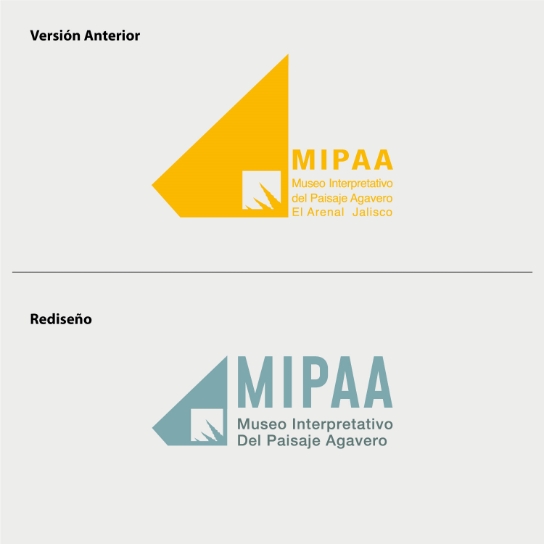 Versión Anterior
MIPAA
Museo Interpretativo
del Paisaje Agavero
El Arenal Jalisco
Rediseño
MIPAA
Museo Interpretativo
Del Paisaje Agavero